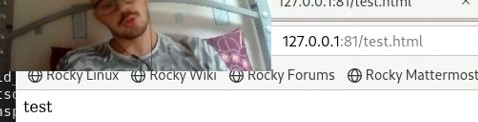 127.0.0.1:81/test.html ×
127.0.0.1:81/test.html
Rocky Linux Rocky Wiki Rocky Forums Rocky Mattermost
test